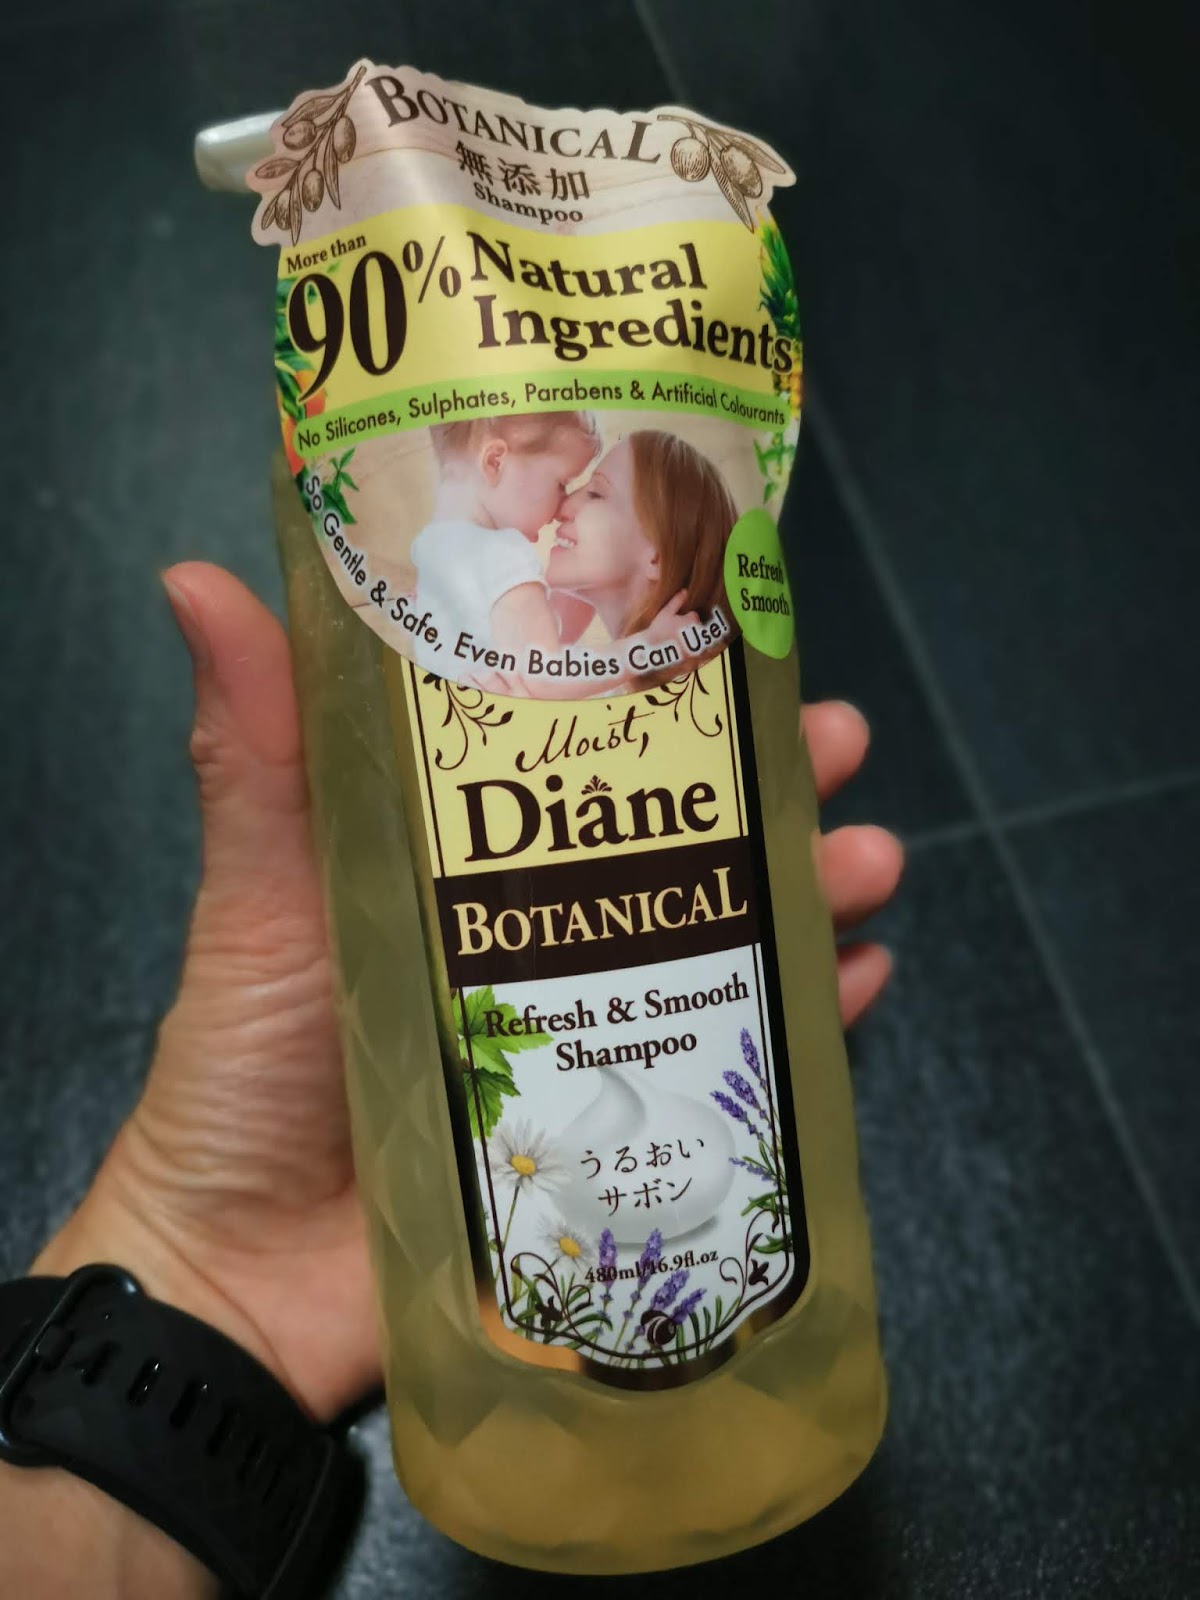 BOTANICAL
無添加
Shampoo
More than
90% Natural
Ingredients
No Silicones, Sulphates, Parabens & Artificial Colourants
So Gentle & Safe, Even Babies Can Use!
Refresh
Smooth
Moist,
Diane
BOTANICAL
Refresh & Smooth
Shampoo
うるおい
サボン
480ml/16.9fl.oz